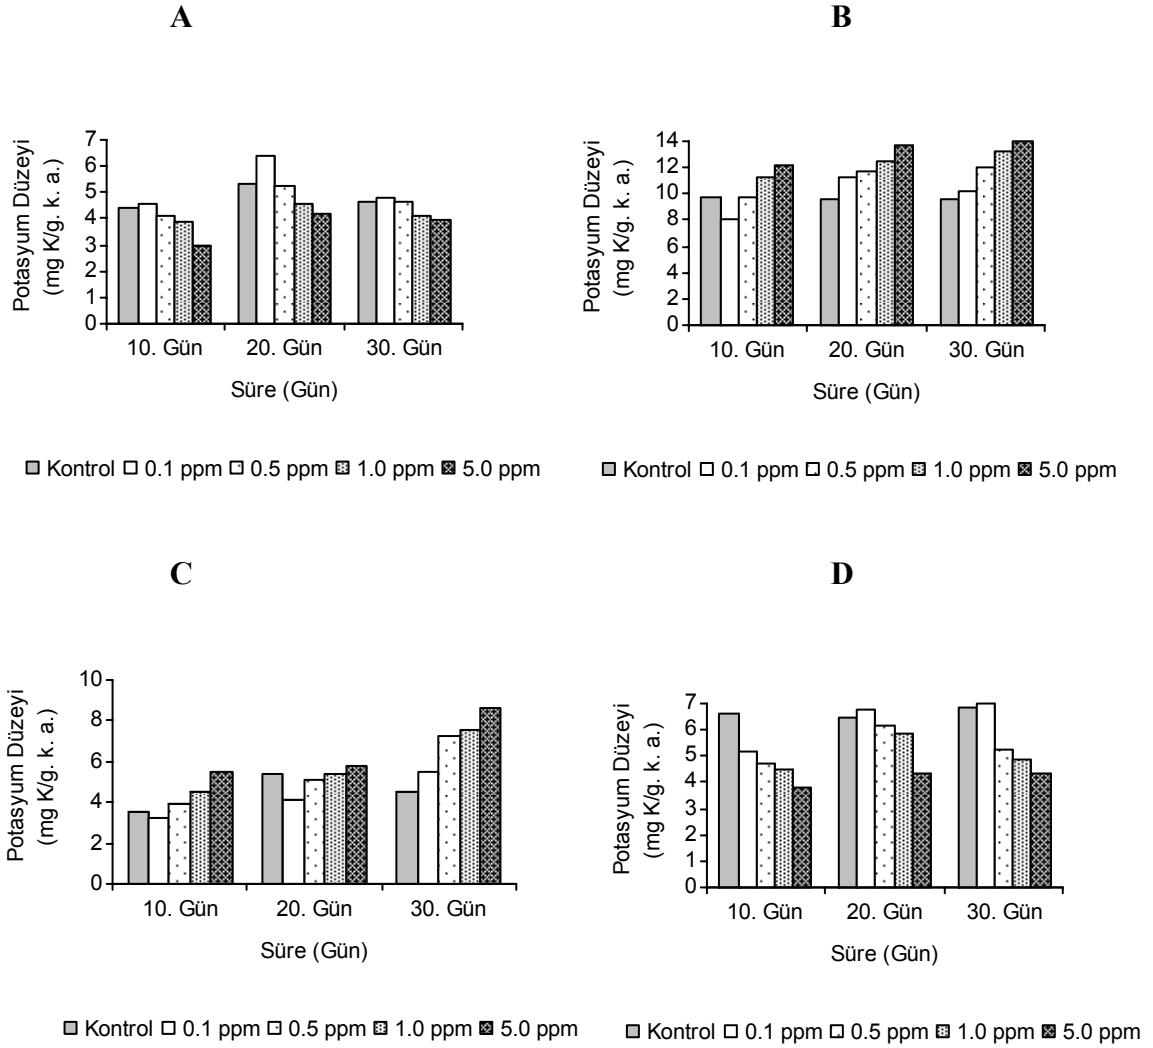 A
Potasyum Düzeyi
(mg K/g. k. a.)
7
6
5
4
3
2
1
0
10. Gün 20. Gün 30. Gün
Süre (Gün)
Kontrol 0.1 ppm 0.5 ppm 1.0 ppm 5.0 ppm
B
Potasyum Düzeyi
(mg K/g. k. a.)
14
12
10
8
6
4
2
0
10. Gün 20. Gün 30. Gün
Süre (Gün)
Kontrol 0.1 ppm 0.5 ppm 1.0 ppm 5.0 ppm
C
Potasyum Düzeyi
(mg K/g. k. a.)
10
8
6
4
2
0
10. Gün 20. Gün 30. Gün
Süre (Gün)
Kontrol 0.1 ppm 0.5 ppm 1.0 ppm 5.0 ppm
D
Potasyum Düzeyi
(mg K/g. k. a.)
7
6
5
4
3
2
1
0
10. Gün 20. Gün 30. Gün
Süre (Gün)
Kontrol 0.1 ppm 0.5 ppm 1.0 ppm 5.0 ppm